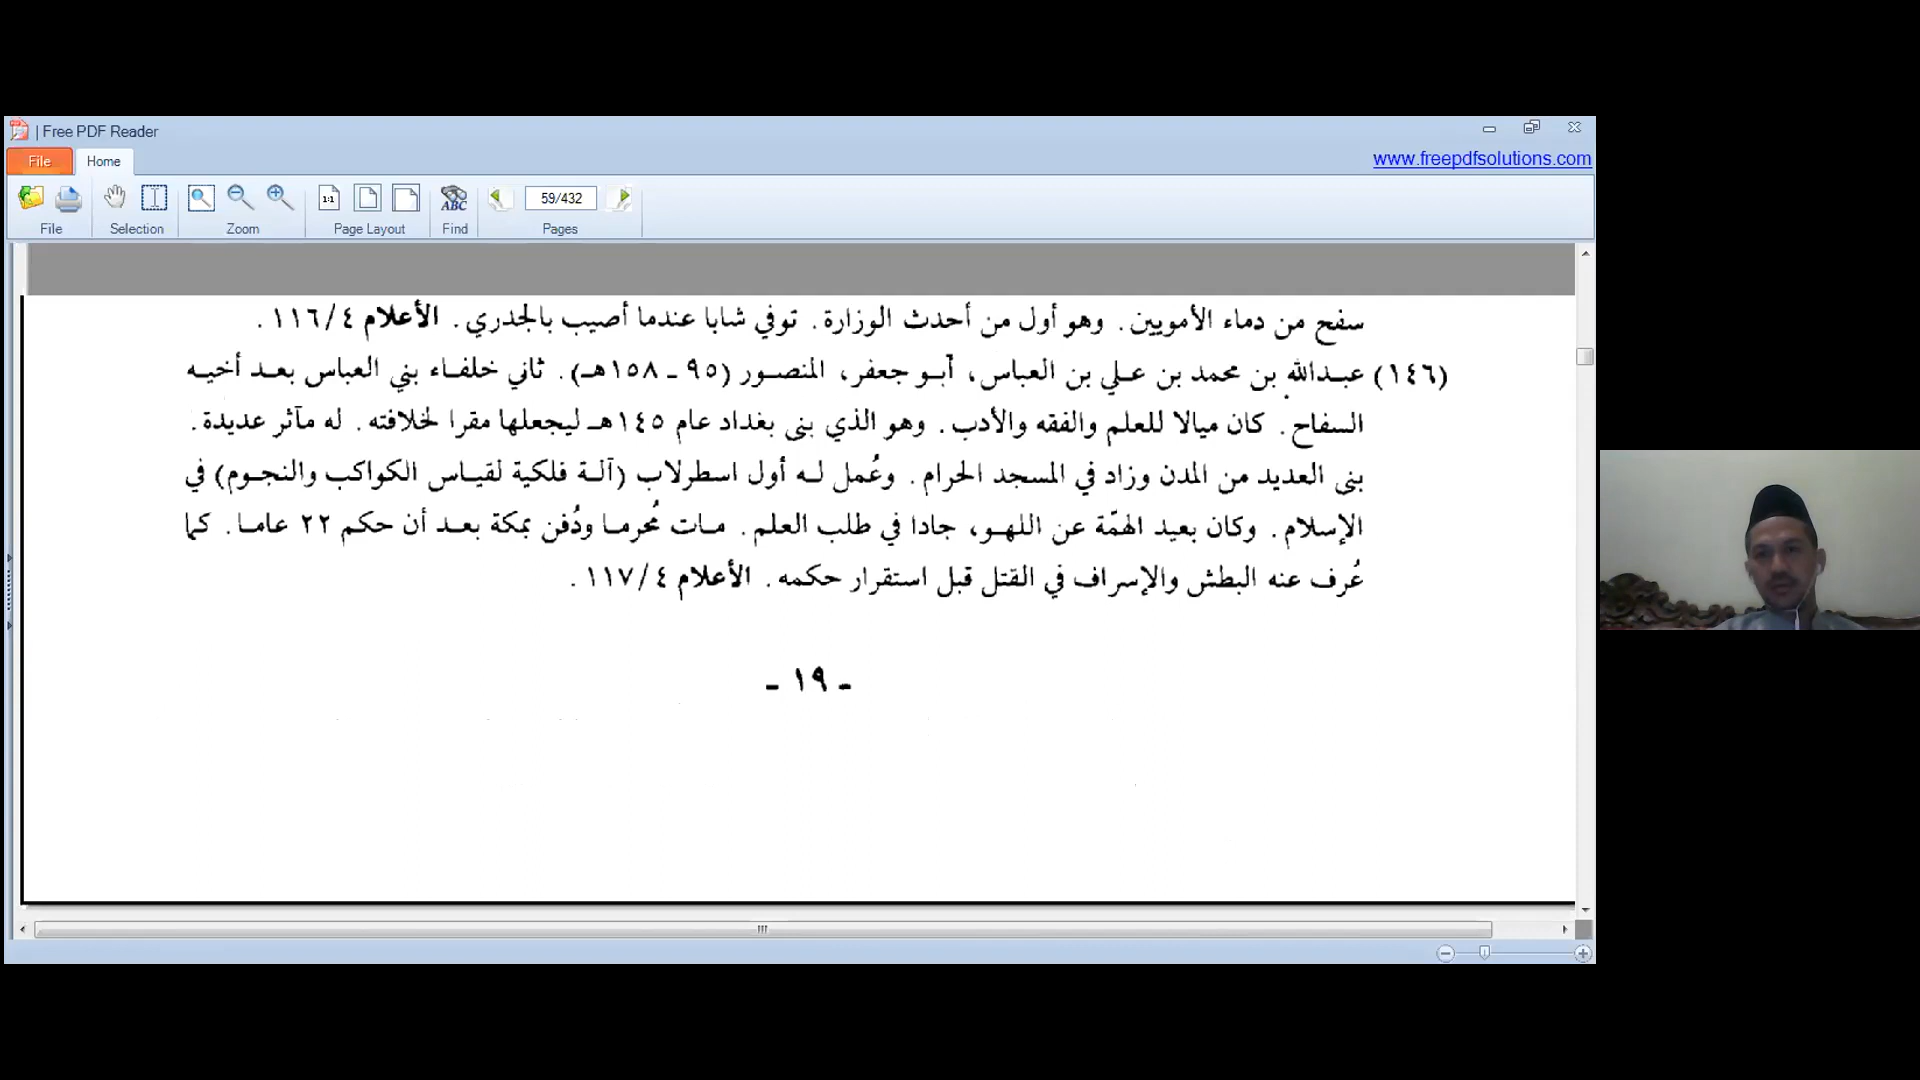 | Free PDF Reader
File
Home
www.freepdfsolutions.com
1:1
ABC
59/432
File
Selection
Zoom
Page Layout
Find
Pages
سفح من دماء الأمويين. وهو أول من أحدث الوزارة. توفي شابا عندما أصيب بالجدري. الأعلام ٤/١١٦.
(١٤٦) عبدالله بن محمد بن علي بن العباس، أبو جعفر، المنصور (٩٥ - ١٥٨هـ). ثاني خلفاء بني العباس بعد أخيه
السفاح. كان ميالا للعلم والفقه والأدب. وهو الذي بنى بغداد عام ١٤٥هـ ليجعلها مقرا لخلافته. له مآثر عديدة.
بنى العديد من المدن وزاد في المسجد الحرام. وعُمل له أول اسطرلاب (آلة فلكية لقياس الكواكب والنجوم) في
الإسلام. وكان بعيد الهمّة عن اللهو، جادا في طلب العلم. مات مُحرما ودُفن بمكة بعد أن حكم ٢٢ عاما. كما
عُرف عنه البطش والإسراف في القتل قبل استقرار حكمه. الأعلام ٤/١١٧.
- ١٩ -